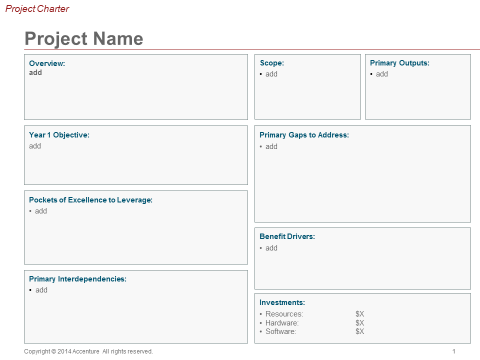 Project Charter
Project Name
Overview:
add
Scope:
• add
Primary Outputs:
• add
Year 1 Objective:
add
Primary Gaps to Address:
• add
Pockets of Excellence to Leverage:
• add
Benefit Drivers:
• add
Primary Interdependencies:
• add
Investments:
• Resources: $X
• Hardware: $X
• Software: $X
Copyright © 2014 Accenture All rights reserved.
1